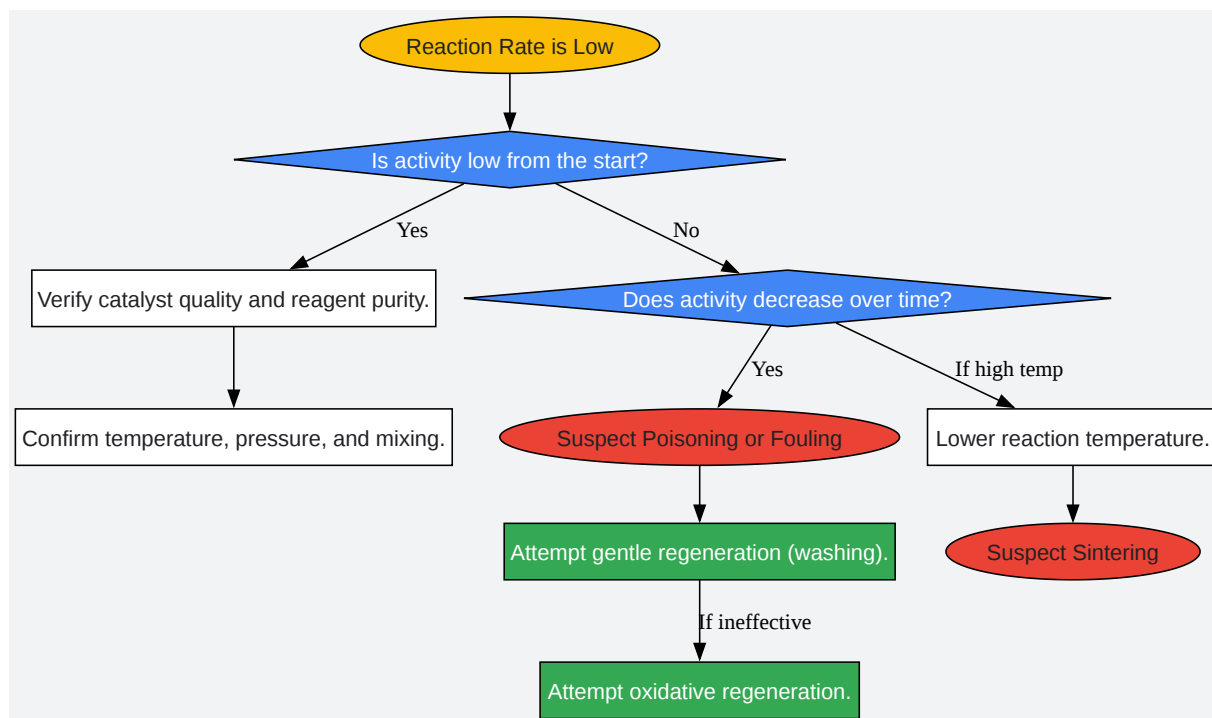 Reaction Rate is Low
Is activity low from the start?
Yes
No
Verify catalyst quality and reagent purity.
Does activity decrease over time?
Yes
If high temp
Confirm temperature, pressure, and mixing.
Suspect Poisoning or Fouling
Lower reaction temperature.
Attempt gentle regeneration (washing).
Suspect Sintering
If ineffective
Attempt oxidative regeneration.